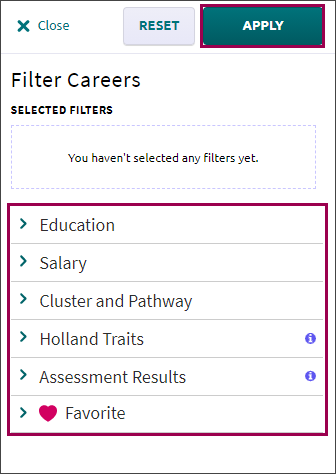 Close RESET APPLY
Filter Careers
SELECTED FILTERS
You haven't selected any filters yet.
Education
Salary
Cluster and Pathway
Holland Traits
Assessment Results
Favorite